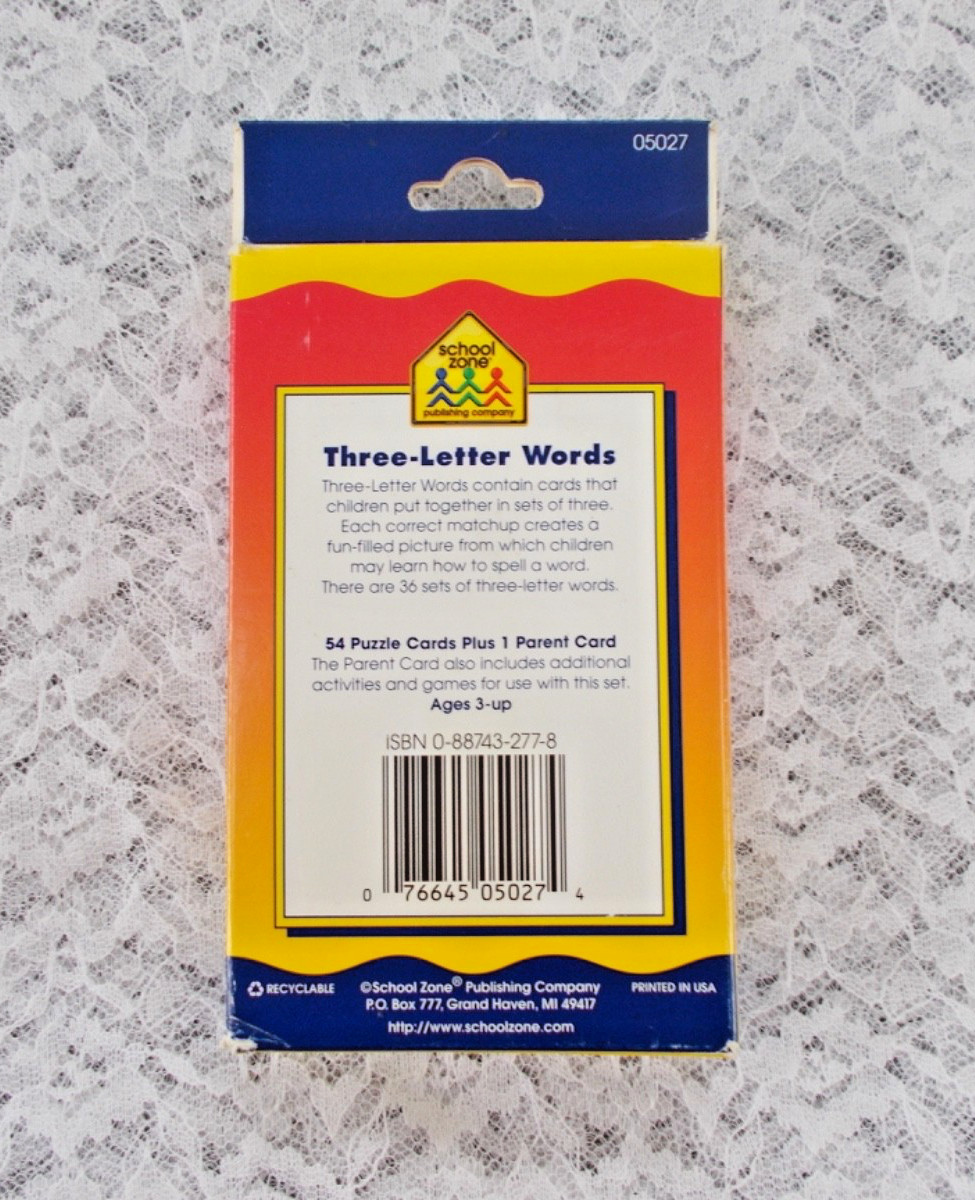 05027
school
zone®
publishing company
Three-Letter Words
Three-Letter Words contain cards that
children put together in sets of three.
Each correct matchup creates a
fun-filled picture from which children
may learn how to spell a word.
There are 36 sets of three-letter words.
54 Puzzle Cards Plus 1 Parent Card
The Parent Card also includes additional
activities and games for use with this set.
Ages 3-up
ISBN 0-88743-277-8
0 76645 05027 4
RECYCLABLE ©School Zone® Publishing Company PRINTED IN USA
P.O. Box 777, Grand Haven, MI 49417
http://www.schoolzone.com